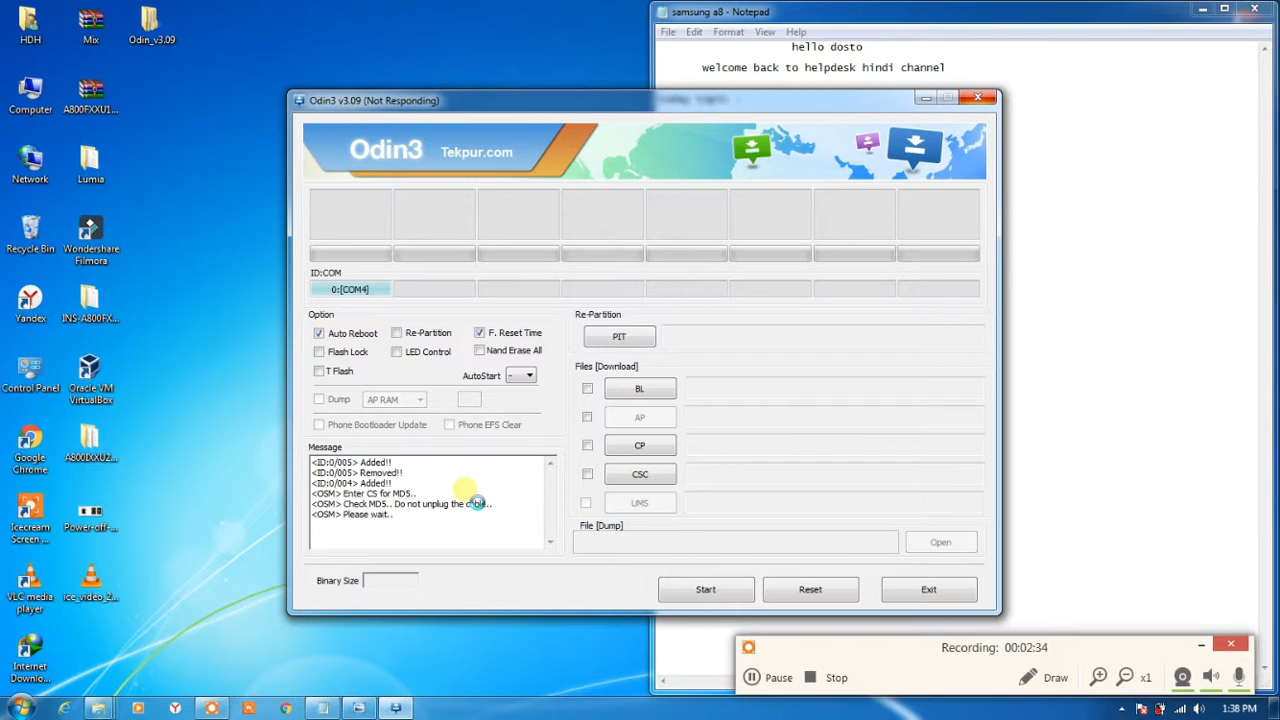 HDH
Mix
Odin_v3.09
Computer
A800FXXU1...
Network
Lumia
Recycle Bin
Wondershare
Filmora
Yandex
INS-A800FX...
Control Panel
Oracle VM
VirtualBox
Google
Chrome
A800IXXU2...
Icecream
Screen ...
Power-off-...
VLC media
player
ice_video_2...
Internet
Downlo...
samsung a8 - Notepad
File Edit Format View Help
hello dosto
welcome back to helpdesk hindi channel
Odin3 v3.09 (Not Responding)
Odin3 Tekpur.com
ID:COM
0:[COM4]
Option
Auto Reboot Re-Partition F. Reset Time
Flash Lock LED Control Nand Erase All
T Flash AutoStart -
Dump AP RAM
Phone Bootloader Update Phone EFS Clear
Message
<ID:0/005> Added!!
<ID:0/005> Removed!!
<ID:0/004> Added!!
<OSM> Enter CS for MD5..
<OSM> Check MD5.. Do not unplug the cable..
<OSM> Please wait..
Binary Size
Re-Partition
PIT
Files [Download]
BL
AP
CP
CSC
UMS
File [Dump]
Open
Start Reset Exit
Recording: 00:02:34
Pause Stop Draw x1
1:38 PM